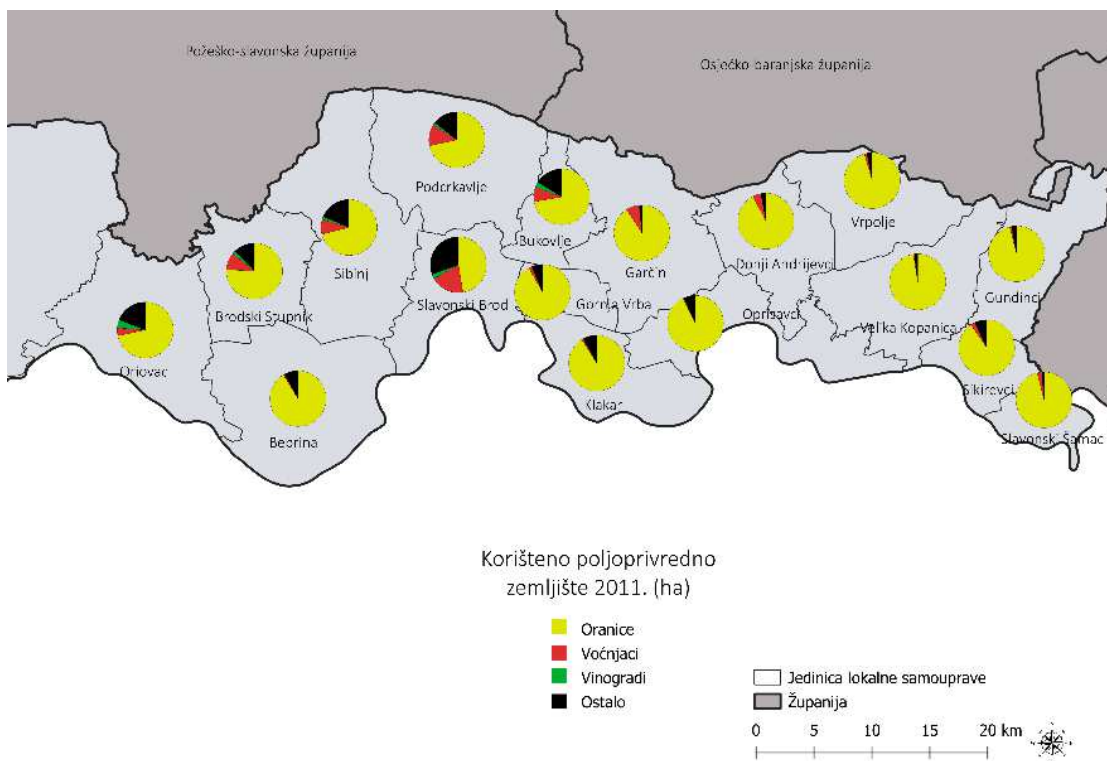 Požeško-slavonska županija
Osječko-baranjska županija
Podcrkavlje
Vrpolje
Bukovlje
Sibinj
Garčin
Donji Andrijevci
Gundinci
Slavonski Brod
Brodski Stupnik
Gornja Vrba
Oprisavci
Velika Kopanica
Oriovac
Sikirevci
Klakar
Bebrina
Slavonski Šamac
Korišteno poljoprivredno
zemljište 2011. (ha)
Oranice
Voćnjaci
Vinogradi
Ostalo
Jedinica lokalne samouprave
Županija
0 5 10 15 20 km